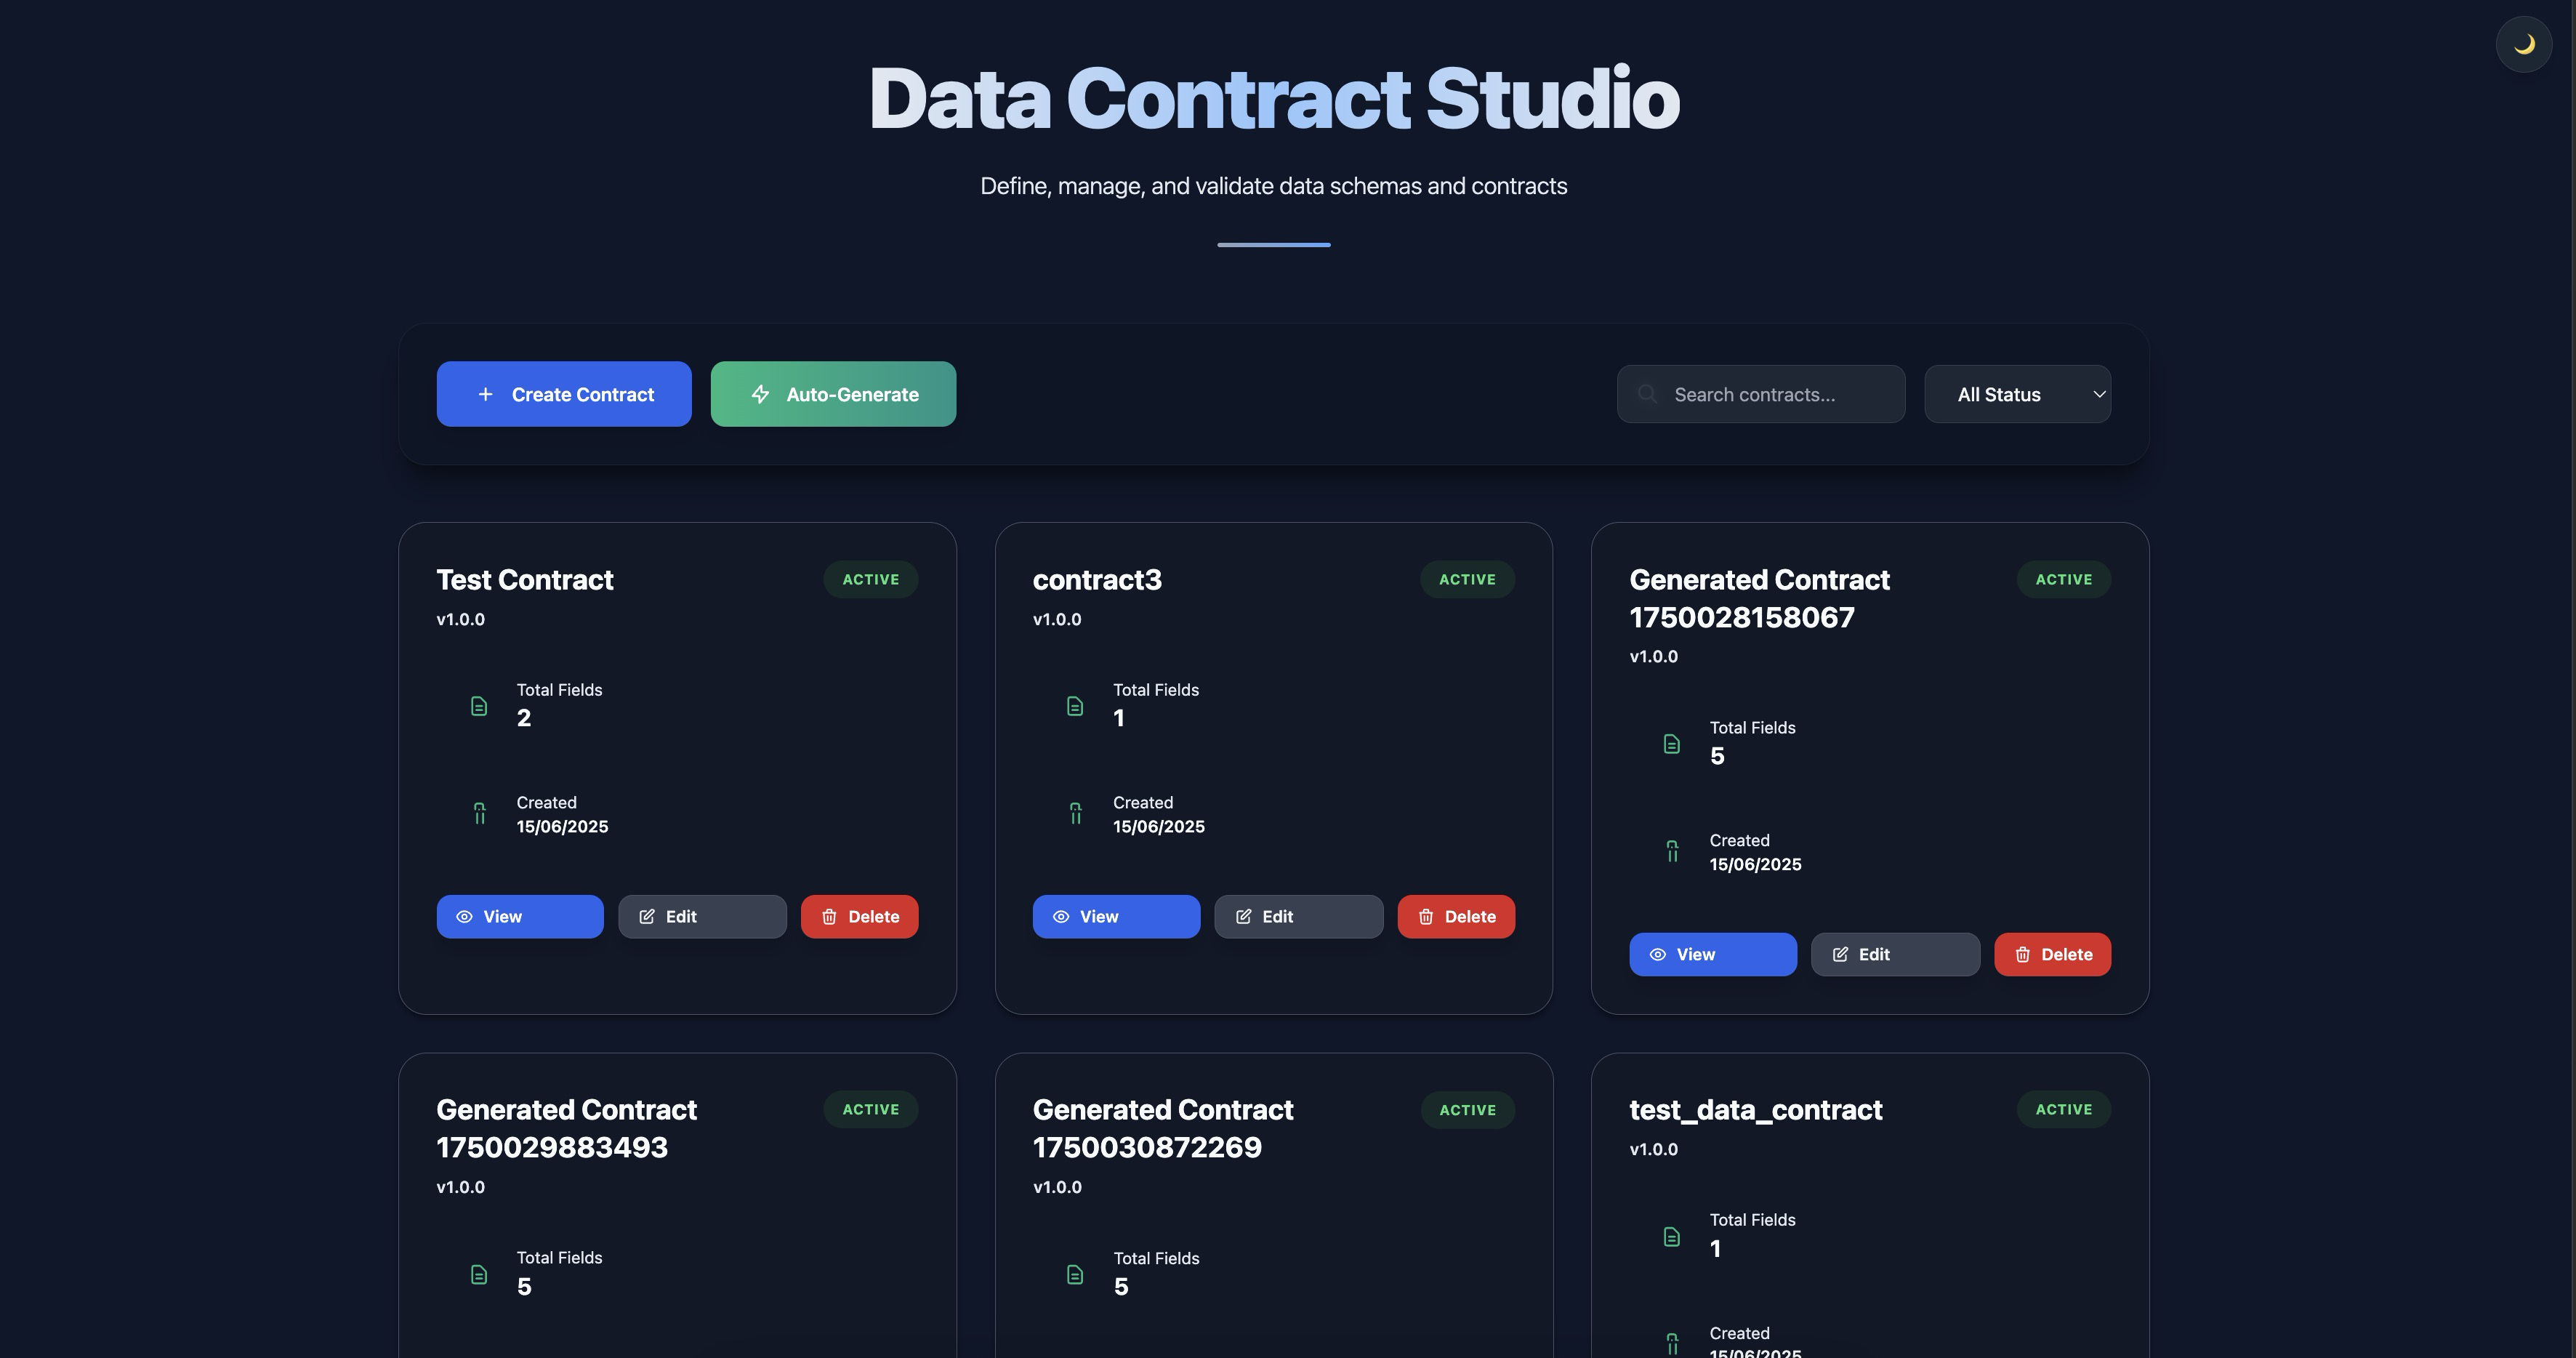 Data Contract Studio
Define, manage, and validate data schemas and contracts
Create Contract
Auto-Generate
Search contracts...
All Status
Test Contract
ACTIVE
v1.0.0
Total Fields
2
Created
15/06/2025
View
Edit
Delete
contract3
ACTIVE
v1.0.0
Total Fields
1
Created
15/06/2025
View
Edit
Delete
Generated Contract
1750028158067
ACTIVE
v1.0.0
Total Fields
5
Created
15/06/2025
View
Edit
Delete
Generated Contract
1750029883493
ACTIVE
v1.0.0
Total Fields
5
Generated Contract
1750030872269
ACTIVE
v1.0.0
Total Fields
5
test_data_contract
ACTIVE
v1.0.0
Total Fields
1
Created
15/06/2025